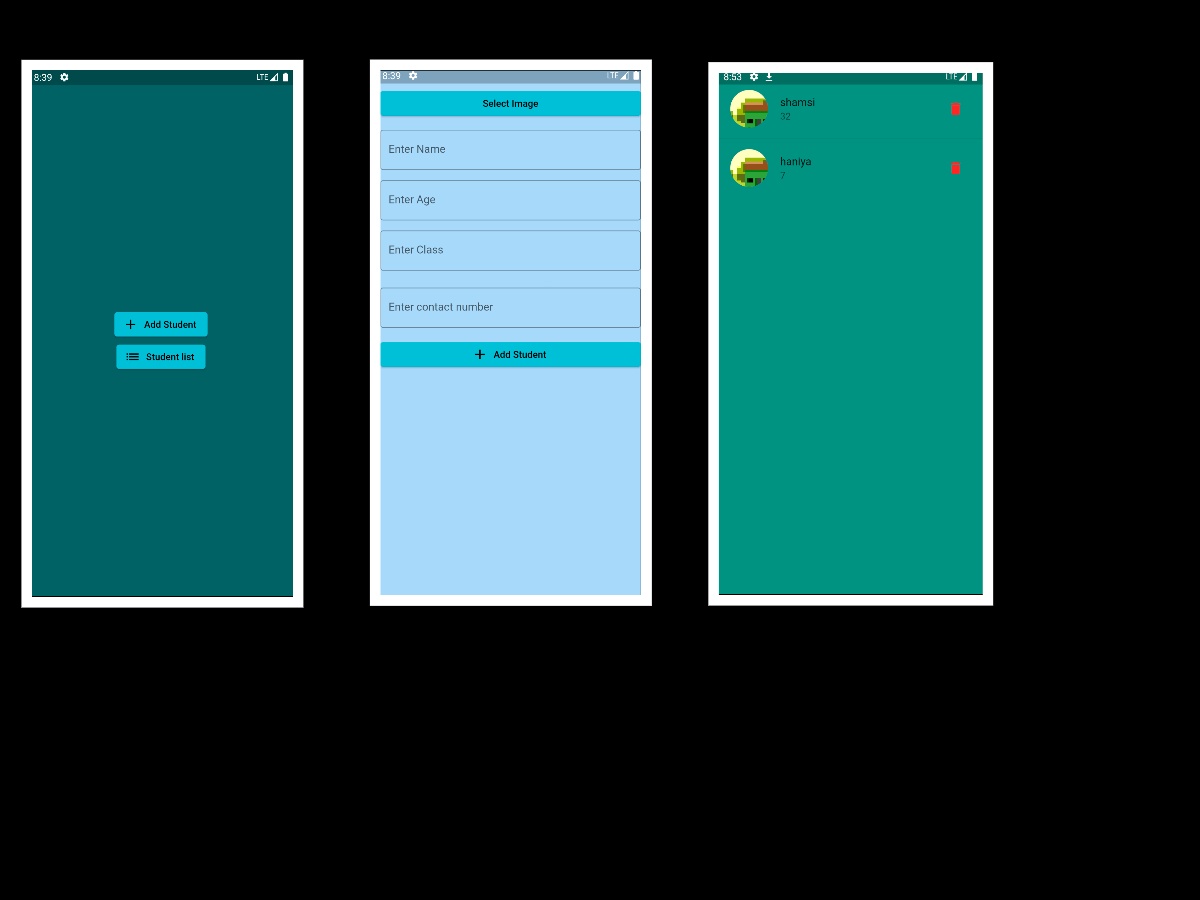 8:39 LTE
Add Student
Student list
8:39 LTE
Select Image
Enter Name
Enter Age
Enter Class
Enter contact number
Add Student
8:53 LTE
shamsi
32
haniya
7